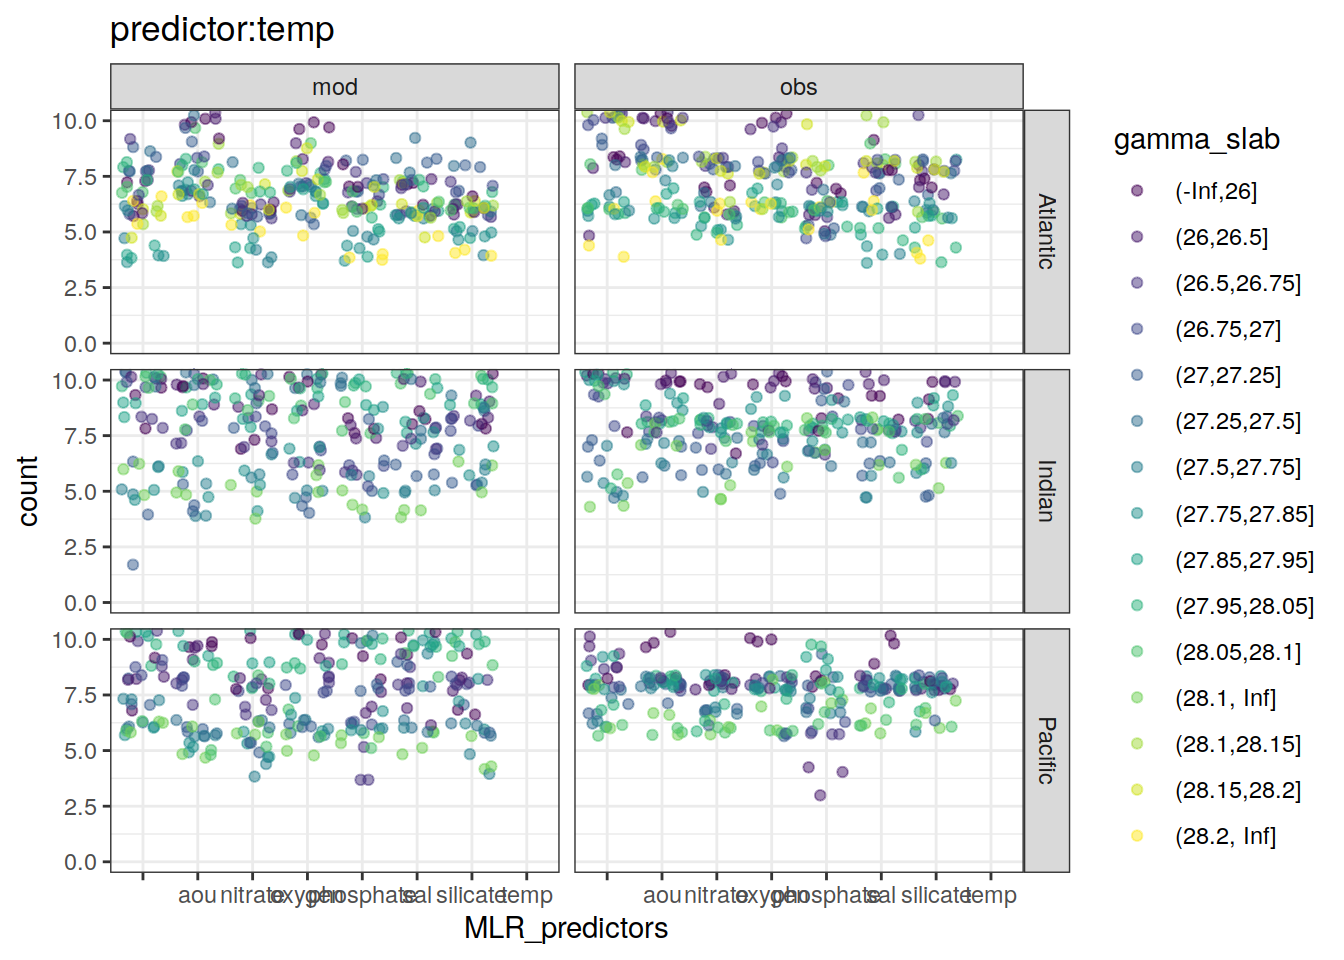 predictor:temp
mod
obs
gamma_slab
(-Inf,26]
(26,26.5]
(26.5,26.75]
(26.75,27]
(27,27.25]
(27.25,27.5]
(27.5,27.75]
(27.75,27.85]
(27.85,27.95]
(27.95,28.05]
(28.05,28.1]
(28.1, Inf]
(28.1,28.15]
(28.15,28.2]
(28.2, Inf]
count
10.0
7.5
5.0
2.5
0.0
Atlantic
10.0
7.5
5.0
2.5
0.0
Indian
10.0
7.5
5.0
2.5
0.0
Pacific
aou nitrate oxygen phosphate sal silicate temp
aou nitrate oxygen phosphate sal silicate temp
MLR_predictors